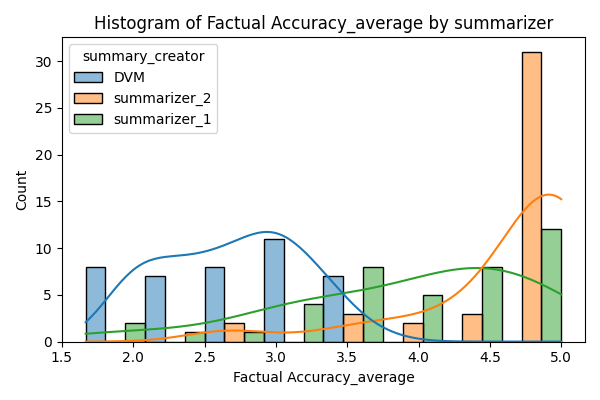 Histogram of Factual Accuracy_average by summarizer
summary_creator
DVM
summarizer_2
summarizer_1
Count
30
25
20
15
10
5
0
1.5 2.0 2.5 3.0 3.5 4.0 4.5 5.0
Factual Accuracy_average